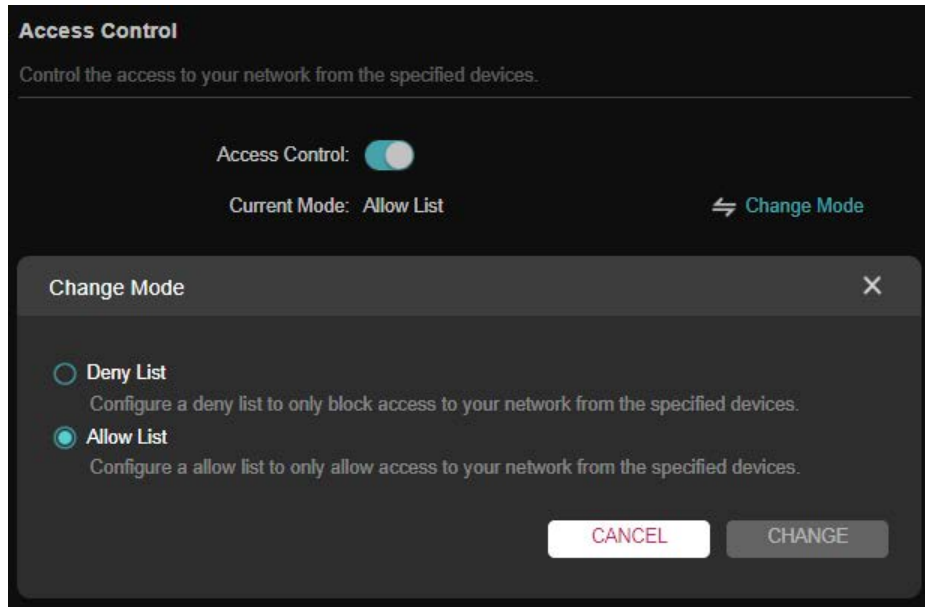 Access Control
Control the access to your network from the specified devices.
Access Control:
Current Mode: Allow List Change Mode
Change Mode
Deny List
Configure a deny list to only block access to your network from the specified devices.
Allow List
Configure a allow list to only allow access to your network from the specified devices.
CANCEL CHANGE